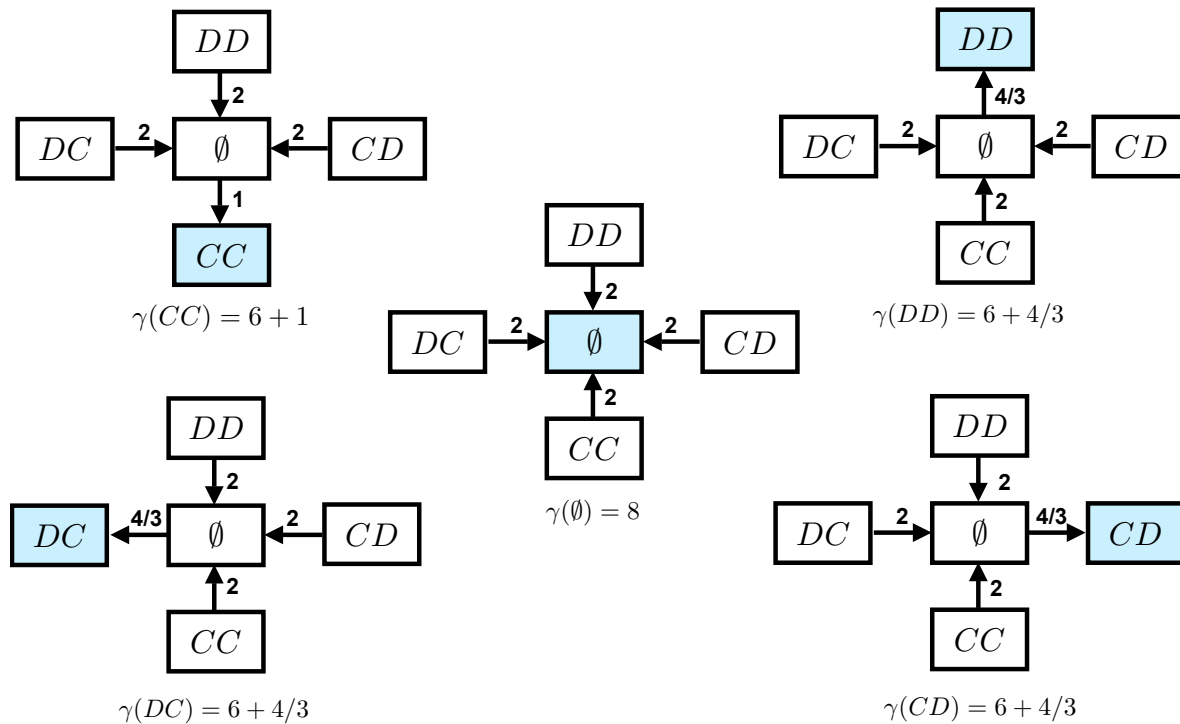 DD
2
DC
2
∅
2
CD
1
CC
γ(CC) = 6 + 1
DD
4/3
DC
2
∅
2
CD
2
CC
γ(DD) = 6 + 4/3
DD
2
DC
2
∅
2
CD
2
CC
γ(∅) = 8
DD
2
DC
4/3
∅
2
CD
2
CC
γ(DC) = 6 + 4/3
DD
2
DC
2
∅
4/3
CD
2
CC
γ(CD) = 6 + 4/3